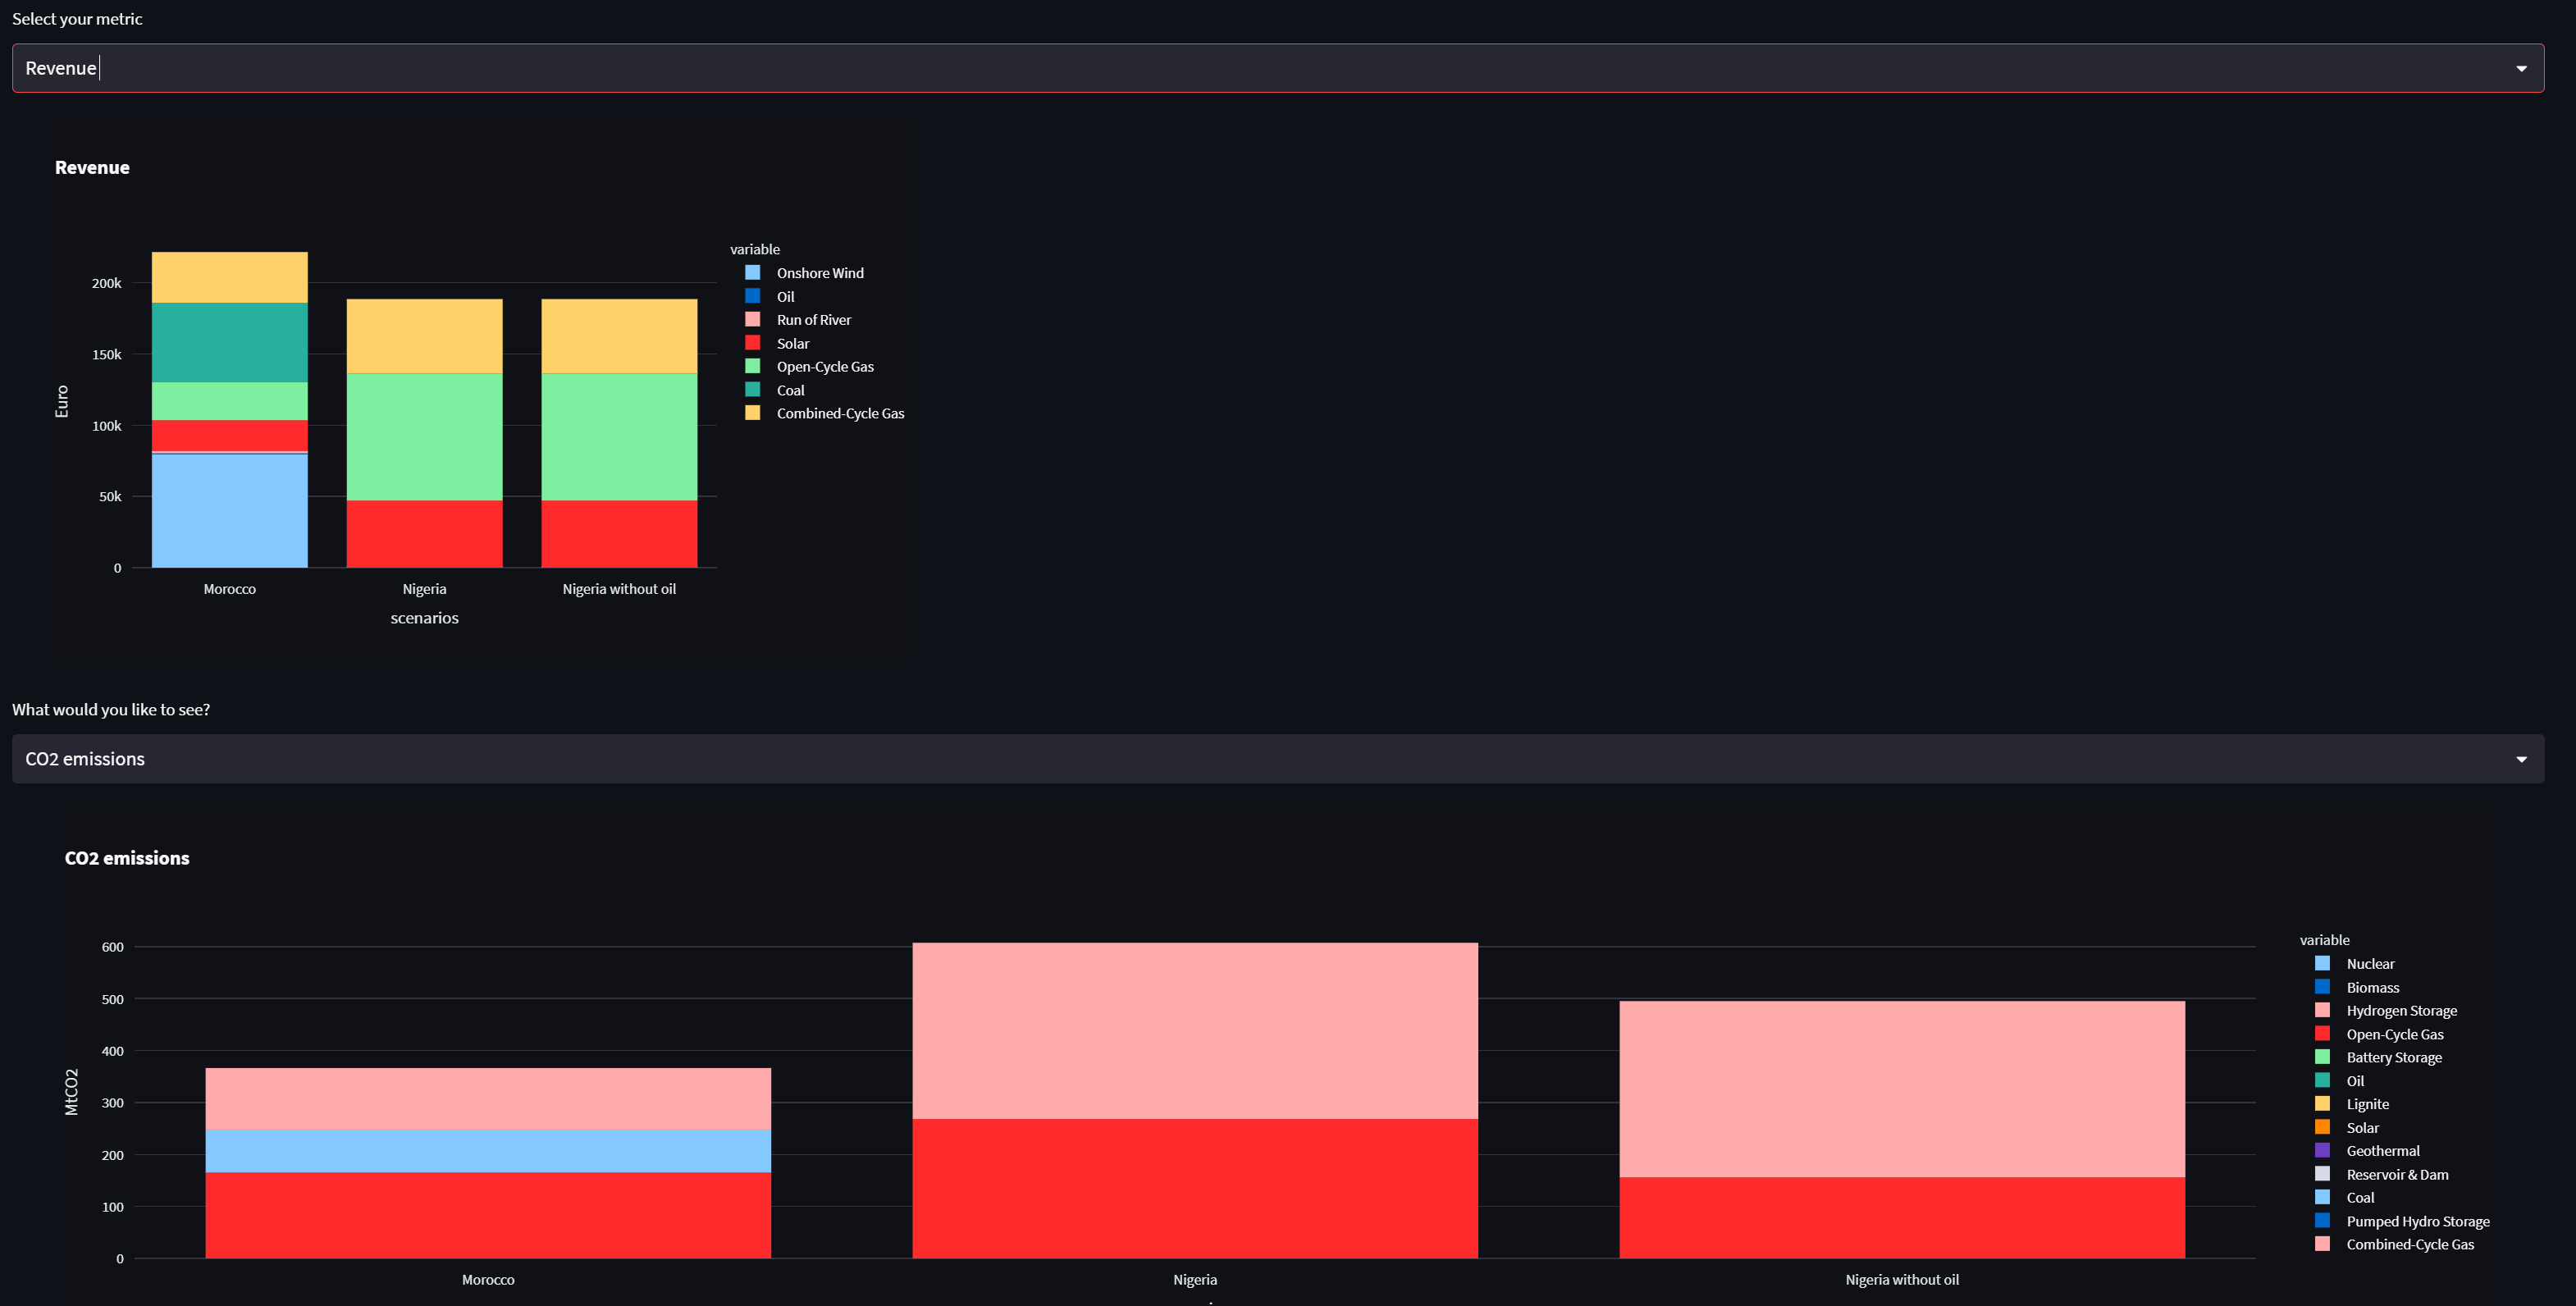 Select your metric
Revenue
Revenue
variable
Onshore Wind
Oil
Run of River
Solar
Open-Cycle Gas
Coal
Combined-Cycle Gas
Euro
200k
150k
100k
50k
0
Morocco
Nigeria
Nigeria without oil
scenarios
What would you like to see?
CO2 emissions
CO2 emissions
variable
Nuclear
Biomass
Hydrogen Storage
Open-Cycle Gas
Battery Storage
Oil
Lignite
Solar
Geothermal
Reservoir & Dam
Coal
Pumped Hydro Storage
Combined-Cycle Gas
MtCO2
600
500
400
300
200
100
0
Morocco
Nigeria
Nigeria without oil